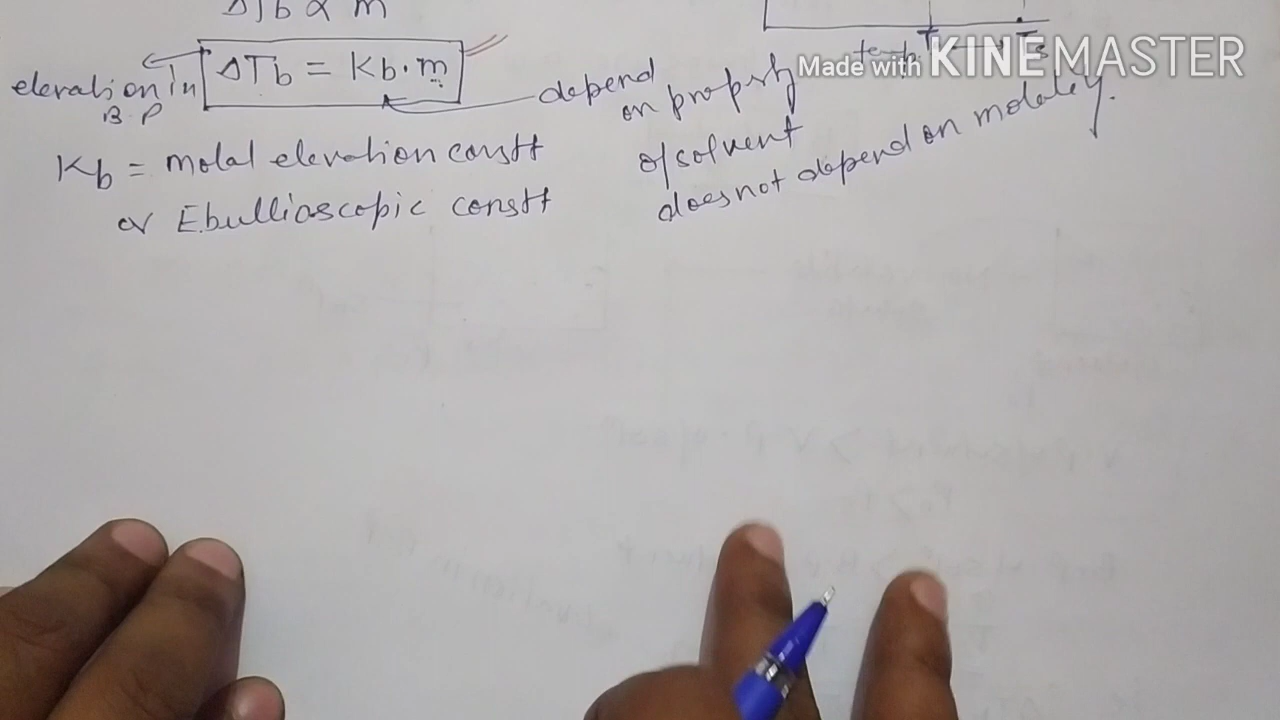 ΔTb ∝ m
ΔTb = Kb·m
elevation in
B.P
depend
on property
of solvent
does not depend on molality.
Kb = molal elevation constt
or Ebullioscopic constt
temp.
Made with KINEMASTER